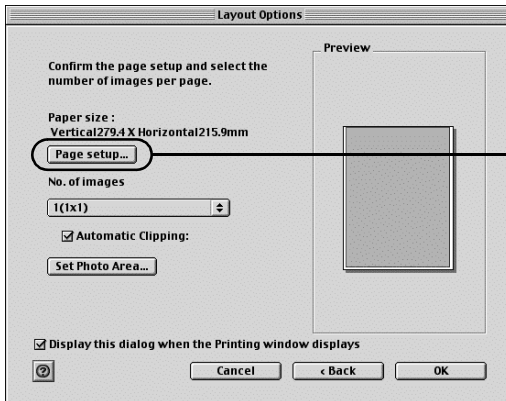 Layout Options
Confirm the page setup and select the
number of images per page.
Paper size :
Vertical279.4 X Horizontal215.9mm
Page setup...
No. of images
1(1x1)
Automatic Clipping:
Set Photo Area...
Preview
Display this dialog when the Printing window displays
?
Cancel
< Back
OK